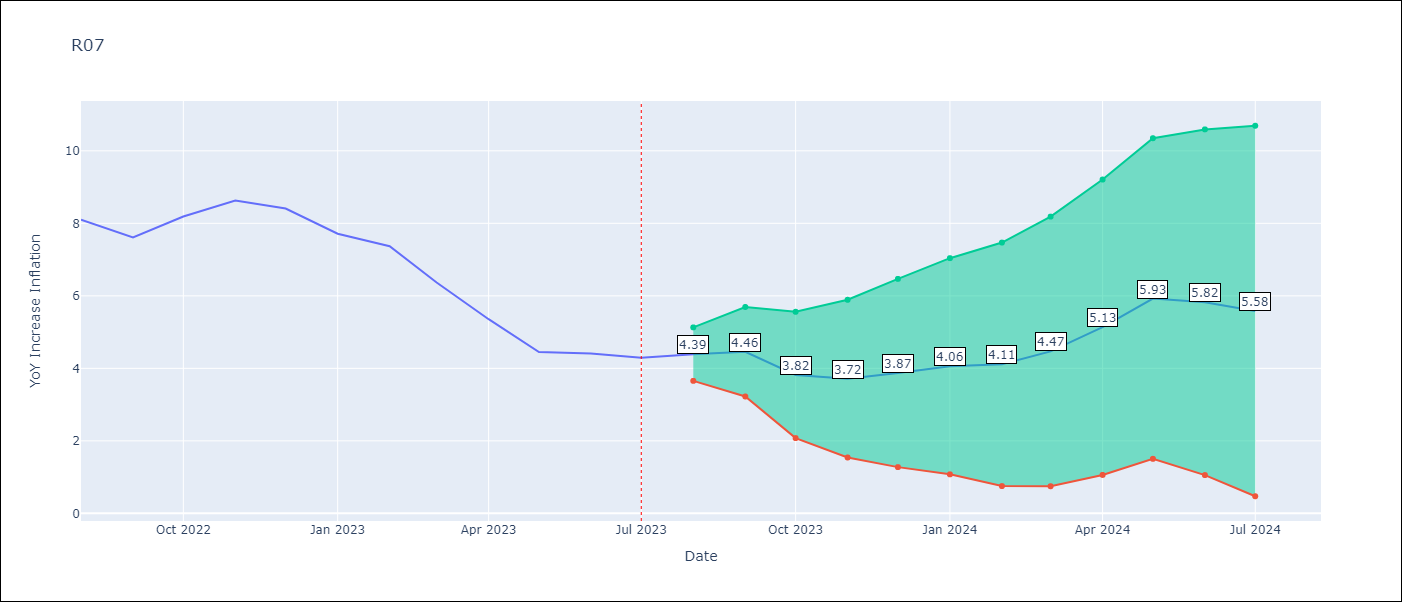 R07
10
8
6
4
2
0
YoY Increase Inflation
4.39
4.46
3.82
3.72
3.87
4.06
4.11
4.47
5.13
5.93
5.82
5.58
Oct 2022
Jan 2023
Apr 2023
Jul 2023
Oct 2023
Jan 2024
Apr 2024
Jul 2024
Date